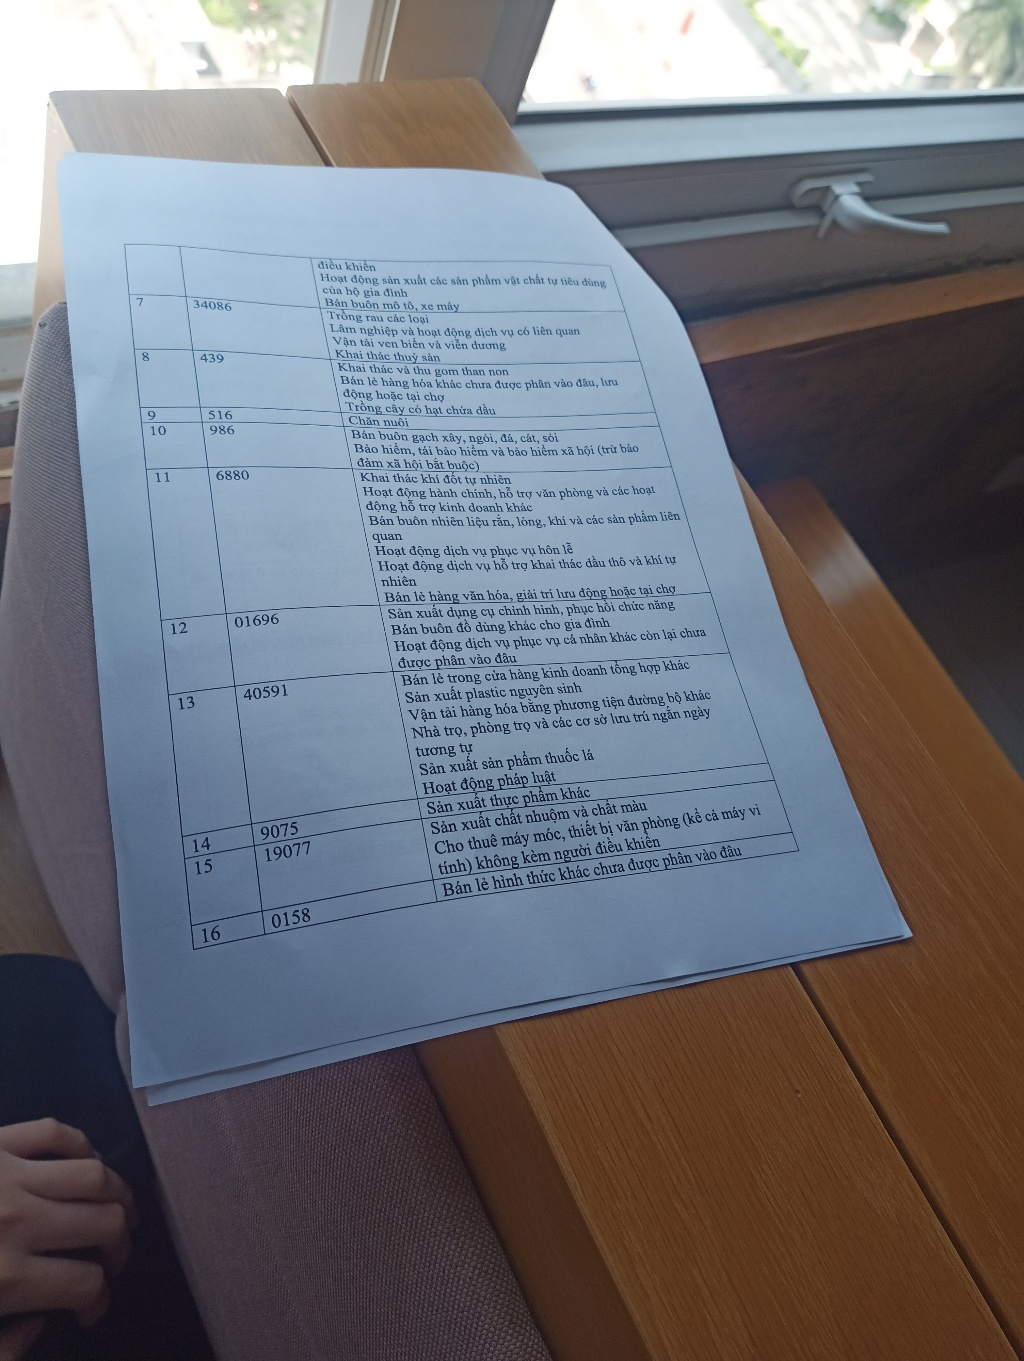 điều khiển
Hoạt động sản xuất các sản phẩm vật chất tự tiêu dùng
của hộ gia đình
7 34086 Bán buôn mô tô, xe máy
Trồng rau các loại
Lâm nghiệp và hoạt động dịch vụ có liên quan
Vận tải ven biển và viễn dương
8 439 Khai thác thuỷ sản
Khai thác và thu gom than non
Bán lẻ hàng hóa khác chưa được phân vào đâu, lưu
động hoặc tại chợ
Trồng cây có hạt chứa dầu
9 516 Chăn nuôi
10 986 Bán buôn gạch xây, ngói, đá, cát, sỏi
Bảo hiểm, tái bảo hiểm và bảo hiểm xã hội (trừ bảo
đảm xã hội bắt buộc)
11 6880 Khai thác khí đốt tự nhiên
Hoạt động hành chính, hỗ trợ văn phòng và các hoạt
động hỗ trợ kinh doanh khác
Bán buôn nhiên liệu rắn, lỏng, khí và các sản phẩm liên
quan
Hoạt động dịch vụ phục vụ hôn lễ
Hoạt động dịch vụ hỗ trợ khai thác dầu thô và khí tự
nhiên
Bán lẻ hàng văn hóa, giải trí lưu động hoặc tại chợ
12 01696 Sản xuất dụng cụ chỉnh hình, phục hồi chức năng
Bán buôn đồ dùng khác cho gia đình
Hoạt động dịch vụ phục vụ cá nhân khác còn lại chưa
được phân vào đâu
13 40591 Bán lẻ trong cửa hàng kinh doanh tổng hợp khác
Sản xuất plastic nguyên sinh
Vận tải hàng hóa bằng phương tiện đường bộ khác
Nhà trọ, phòng trọ và các cơ sở lưu trú ngắn ngày
tương tự
Sản xuất sản phẩm thuốc lá
Hoạt động pháp luật
14 9075 Sản xuất thực phẩm khác
15 19077 Sản xuất chất nhuộm và chất màu
Cho thuê máy móc, thiết bị văn phòng (kể cả máy vi
tính) không kèm người điều khiển
16 0158 Bán lẻ hình thức khác chưa được phân vào đâu